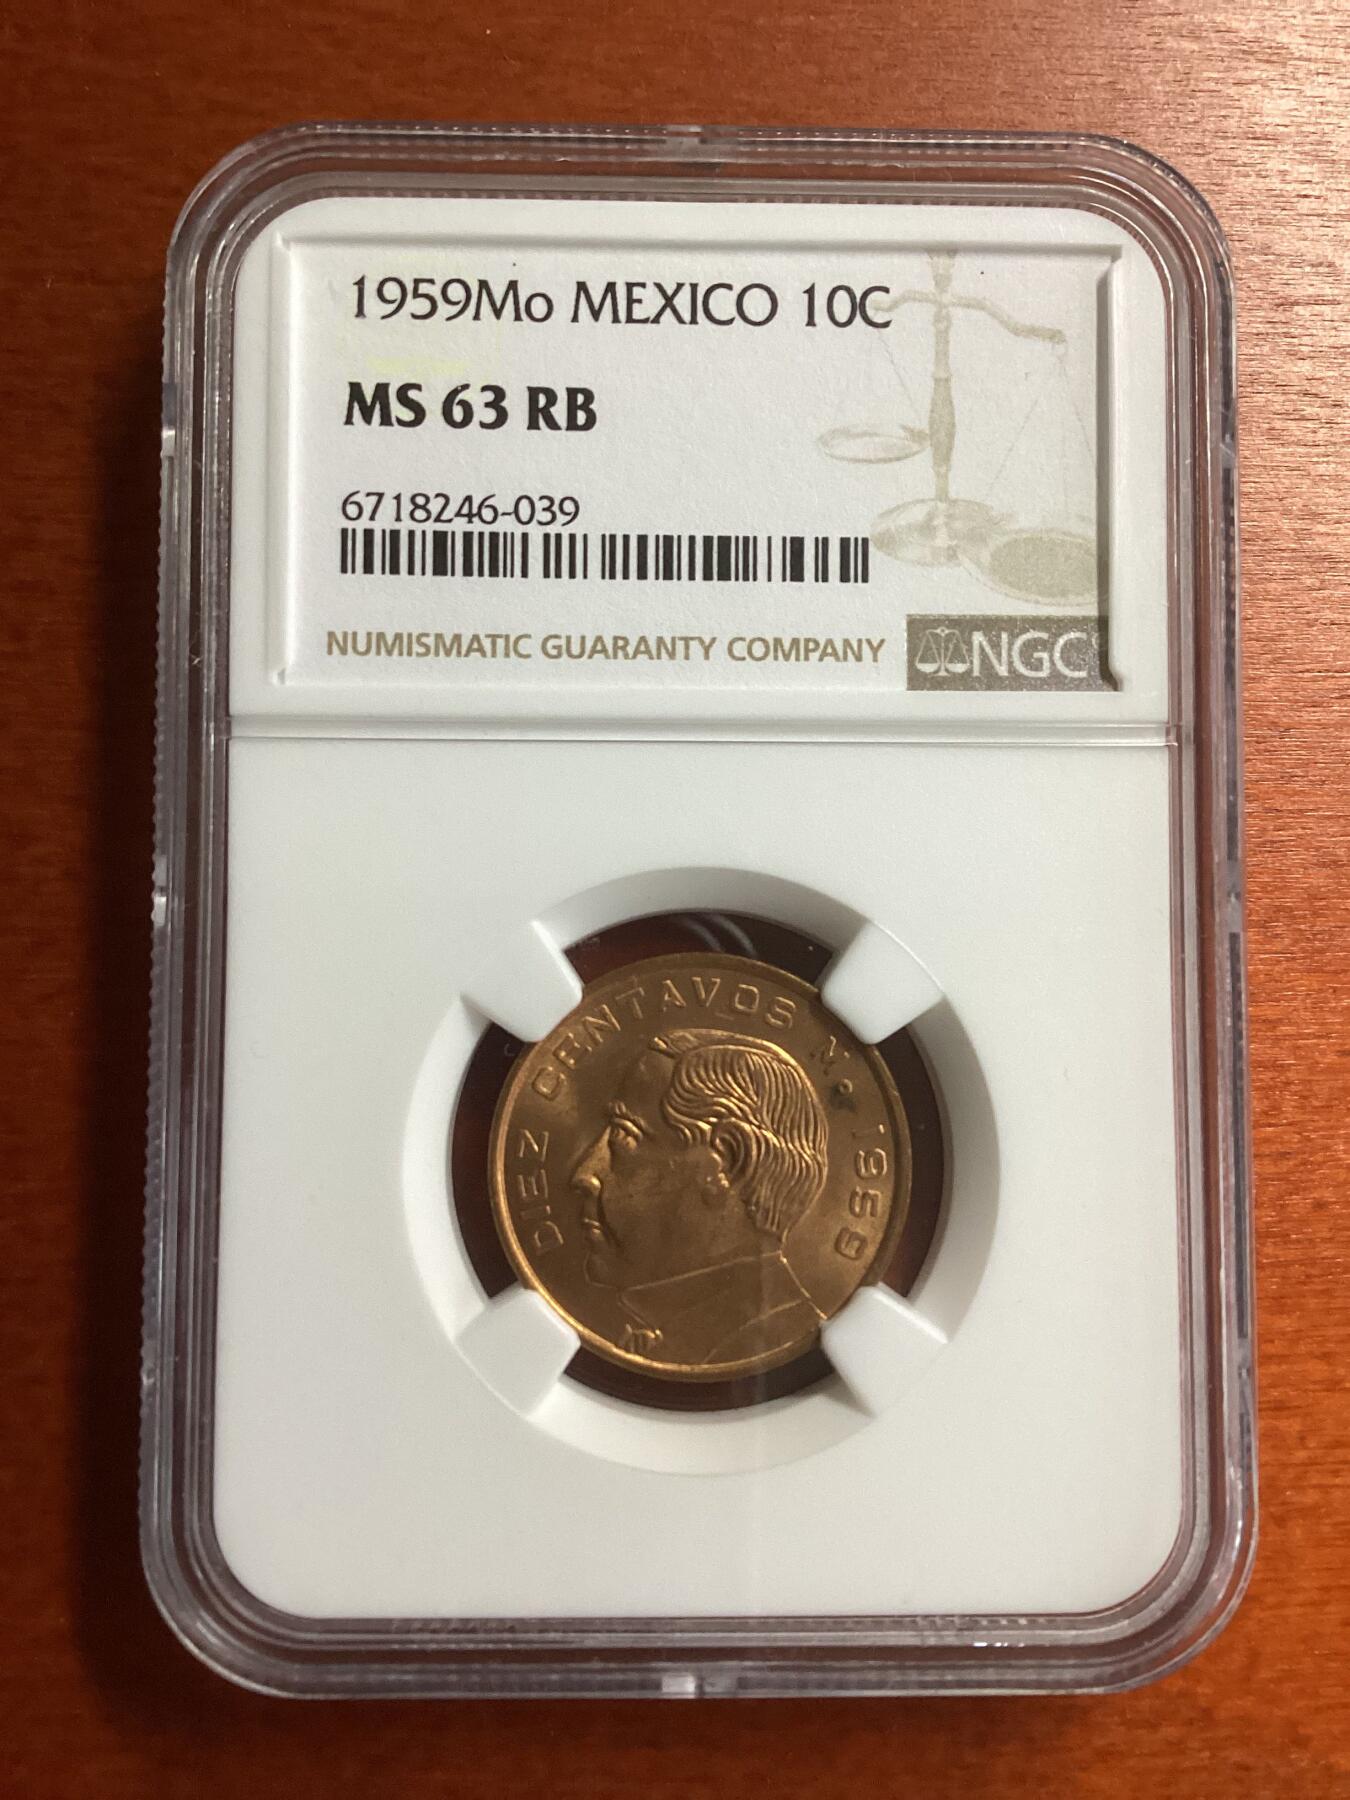 1959Mo MEXICO 10C
MS 63 RB
6718246-039
NUMISMATIC GUARANTY COMPANY
NGC
DIEZ CENTAVOS Mo 1959